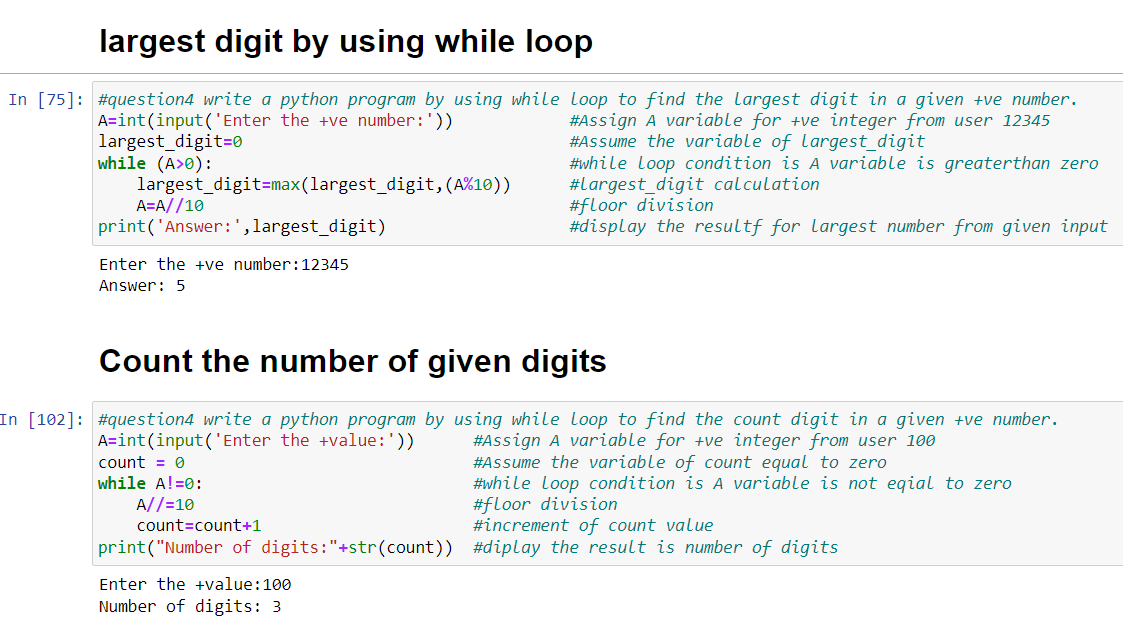 largest digit by using while loop
In [75]: #question4 write a python program by using while loop to find the largest digit in a given +ve number.
A=int(input('Enter the +ve number:')) #Assign A variable for +ve integer from user 12345
largest_digit=0 #Assume the variable of largest_digit
while (A>0): #while loop condition is A variable is greaterthan zero
    largest_digit=max(largest_digit,(A%10)) #largest_digit calculation
    A=A//10 #floor division
print('Answer:',largest_digit) #display the resultf for largest number from given input
Enter the +ve number:12345
Answer: 5
Count the number of given digits
In [102]: #question4 write a python program by using while loop to find the count digit in a given +ve number.
A=int(input('Enter the +value:')) #Assign A variable for +ve integer from user 100
count = 0 #Assume the variable of count equal to zero
while A!=0: #while loop condition is A variable is not eqial to zero
    A//=10 #floor division
    count=count+1 #increment of count value
print("Number of digits:"+str(count)) #diplay the result is number of digits
Enter the +value:100
Number of digits: 3